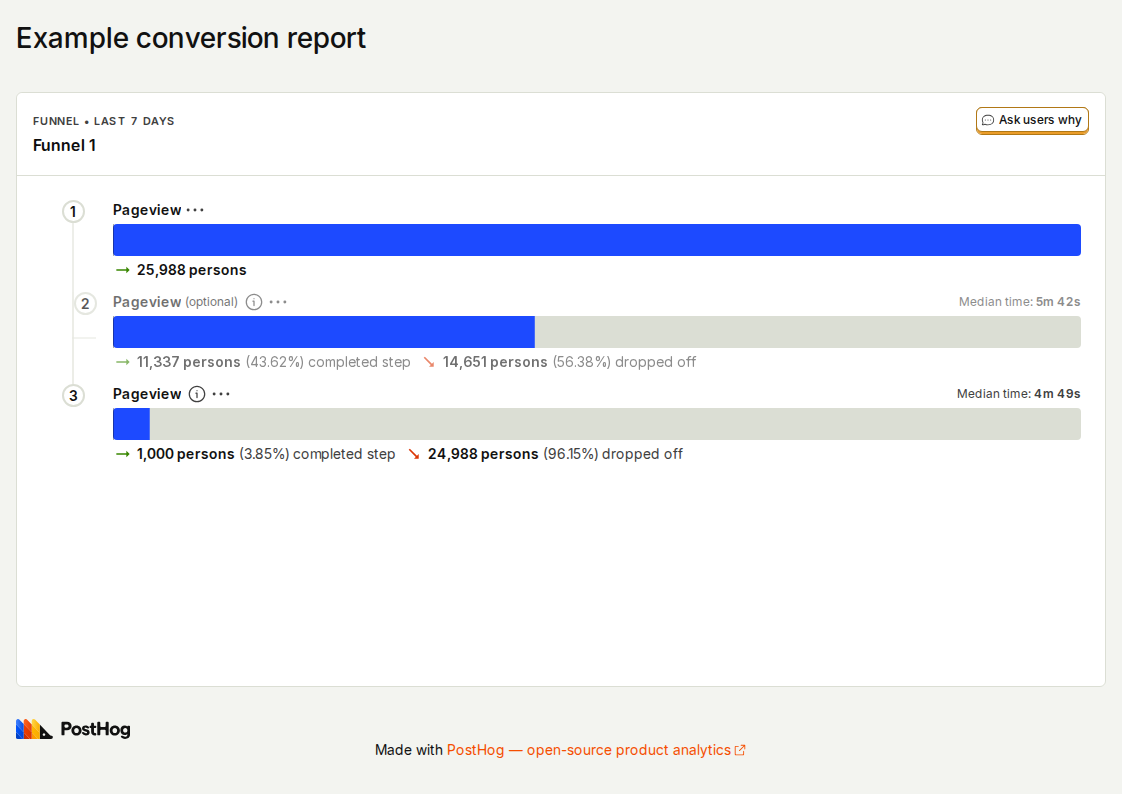 Example conversion report
FUNNEL • LAST 7 DAYS
Ask users why
Funnel 1
1
Pageview ···
25,988 persons
2
Pageview (optional) ···
Median time: 5m 42s
→ 11,337 persons (43.62%) completed step ↘ 14,651 persons (56.38%) dropped off
3
Pageview ···
Median time: 4m 49s
→ 1,000 persons (3.85%) completed step ↘ 24,988 persons (96.15%) dropped off
PostHog
Made with PostHog — open-source product analytics